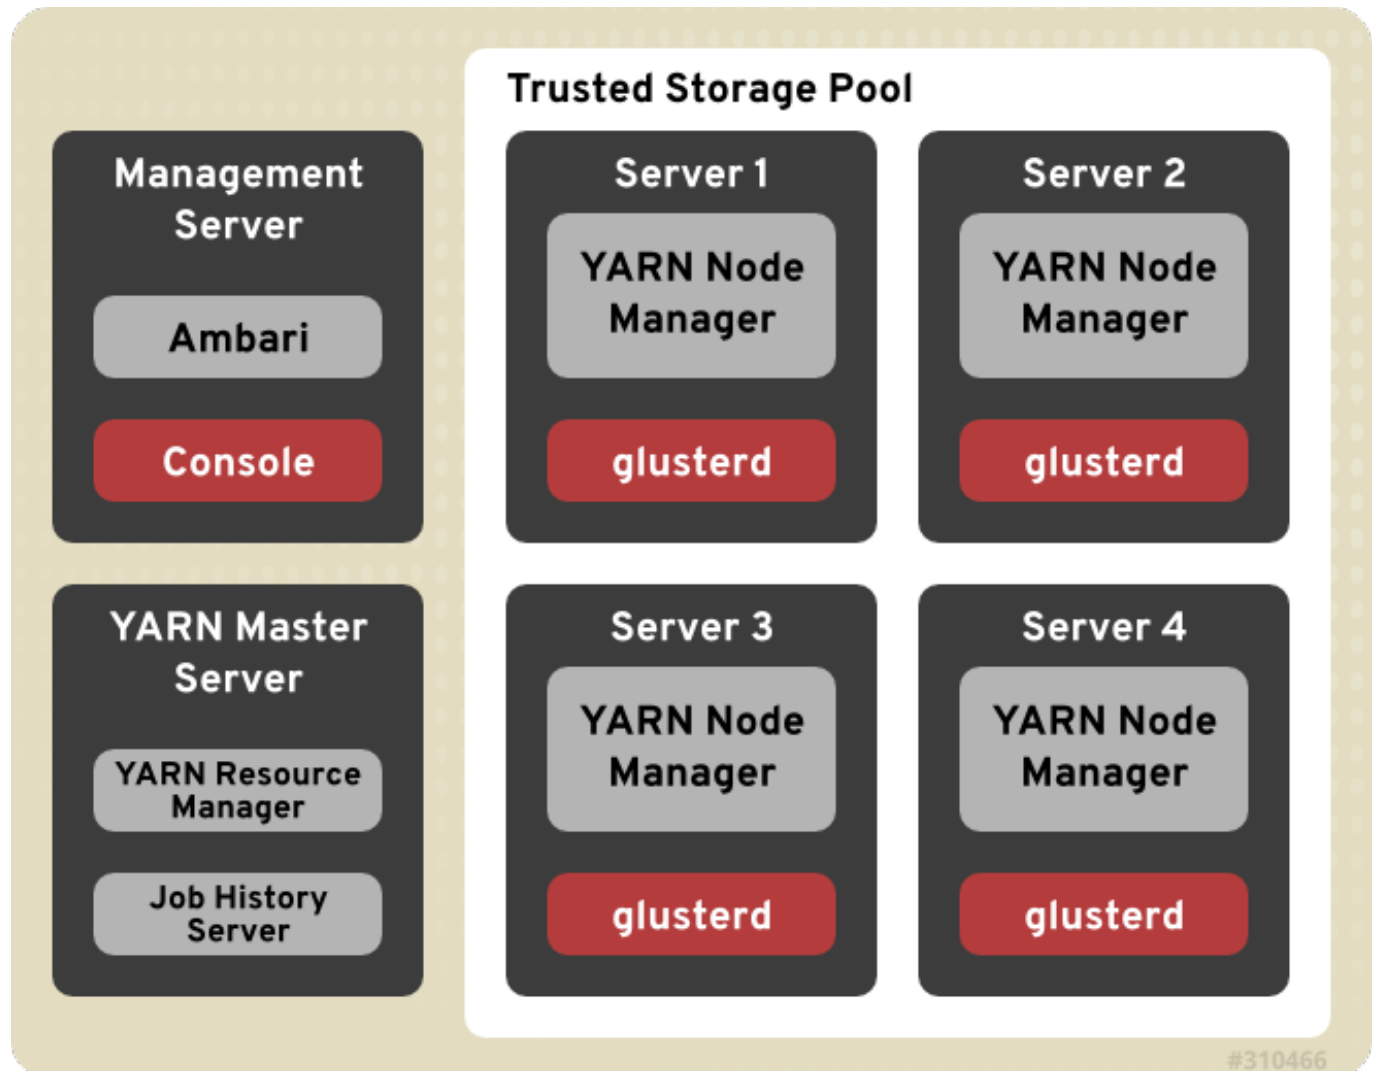 Trusted Storage Pool
Management
Server
Ambari
Console
Server 1
YARN Node
Manager
glusterd
Server 2
YARN Node
Manager
glusterd
YARN Master
Server
YARN Resource
Manager
Job History
Server
Server 3
YARN Node
Manager
glusterd
Server 4
YARN Node
Manager
glusterd
#310466